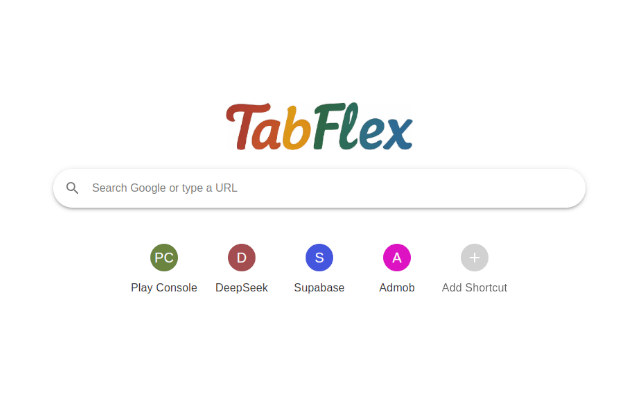 TabFlex
Search Google or type a URL
PC D S A +
Play Console DeepSeek Supabase Admob Add Shortcut